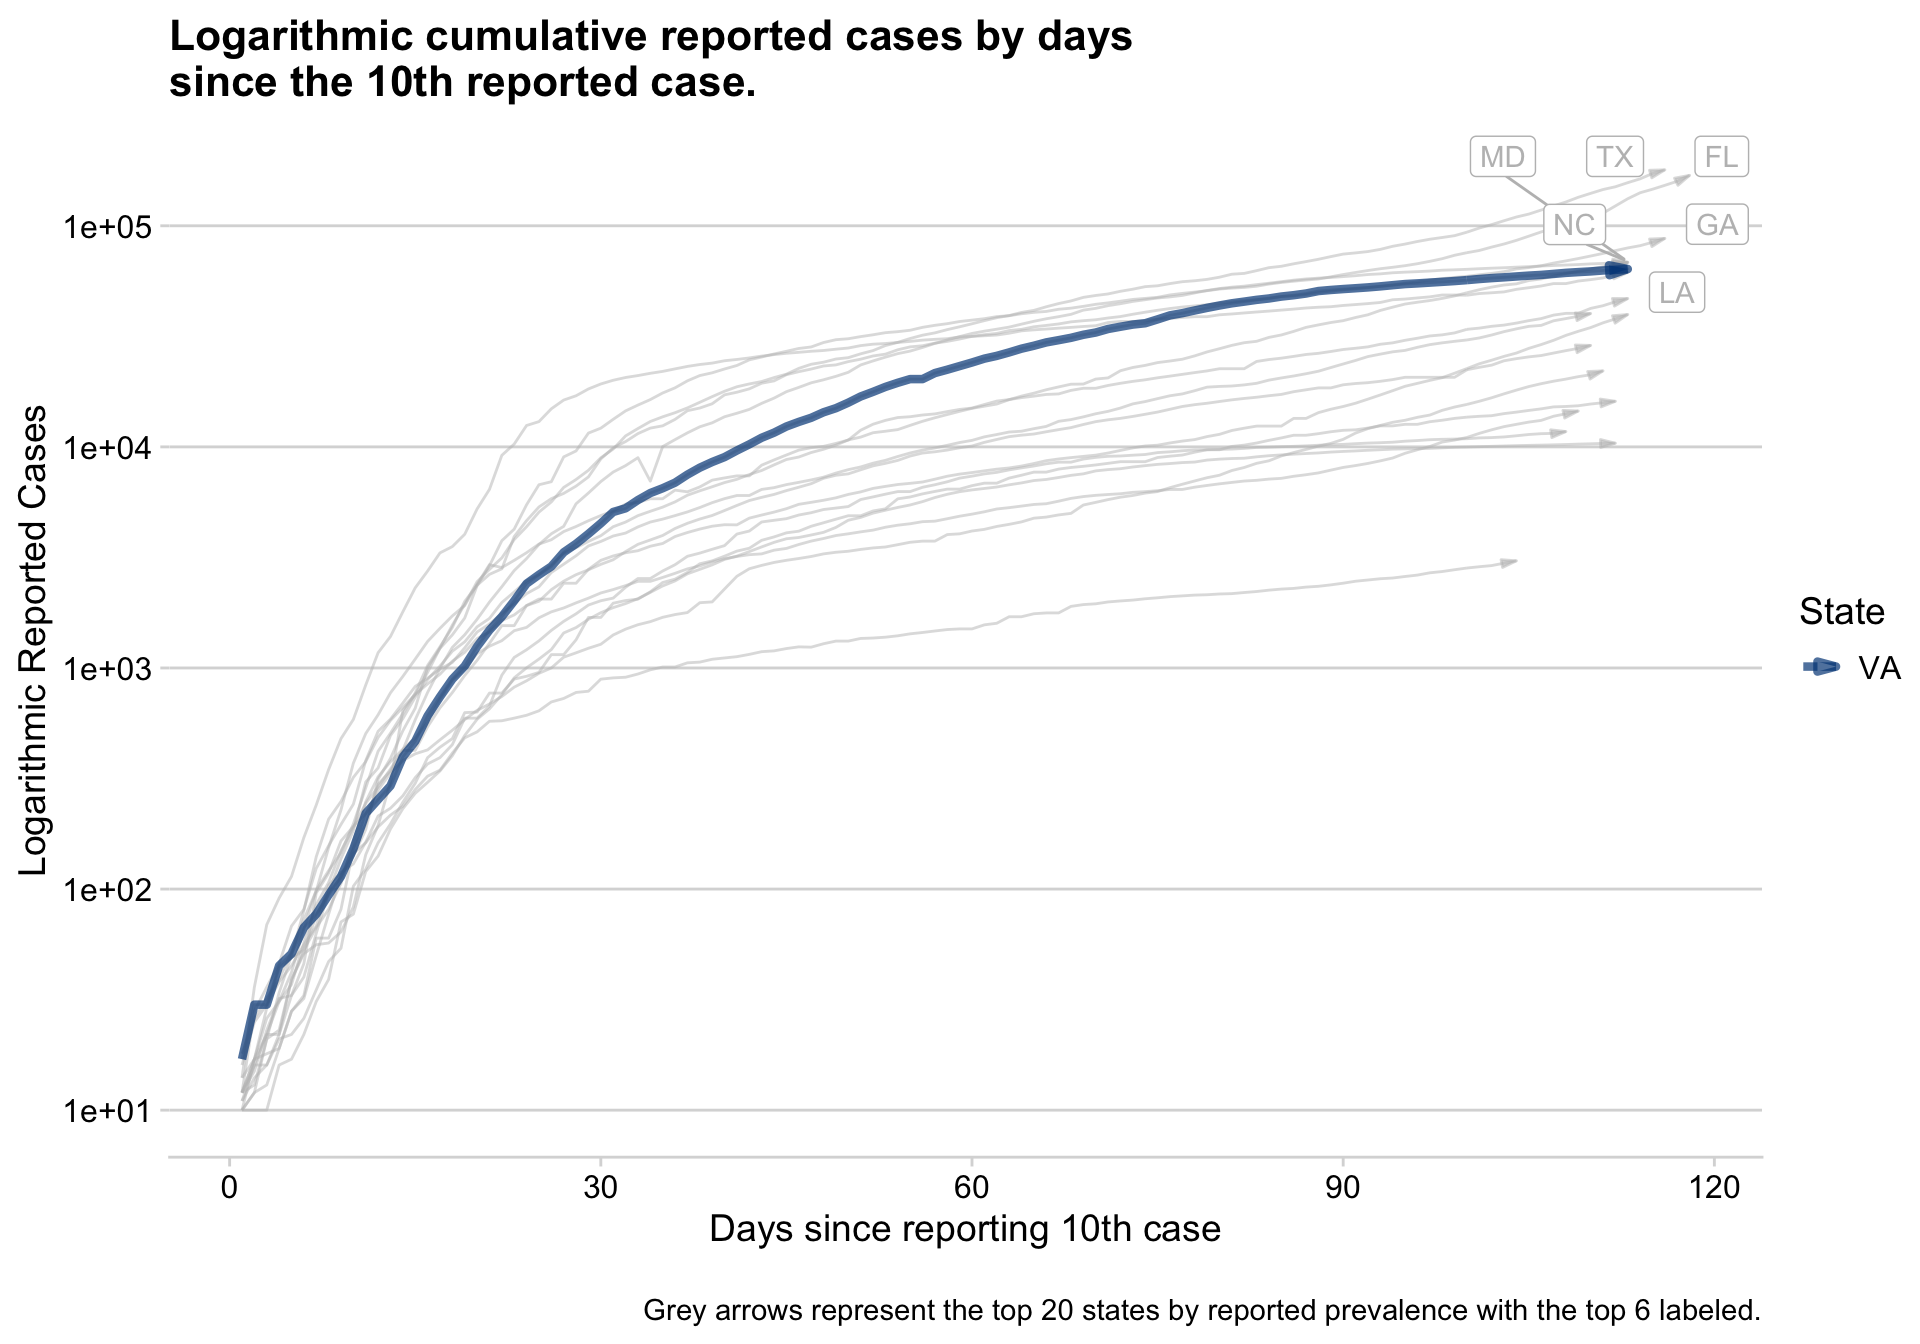 Logarithmic cumulative reported cases by days
since the 10th reported case.
MD
TX
FL
NC
GA
LA
1e+05
1e+04
1e+03
1e+02
1e+01
Logarithmic Reported Cases
0
30
60
90
120
Days since reporting 10th case
State
VA
Grey arrows represent the top 20 states by reported prevalence with the top 6 labeled.